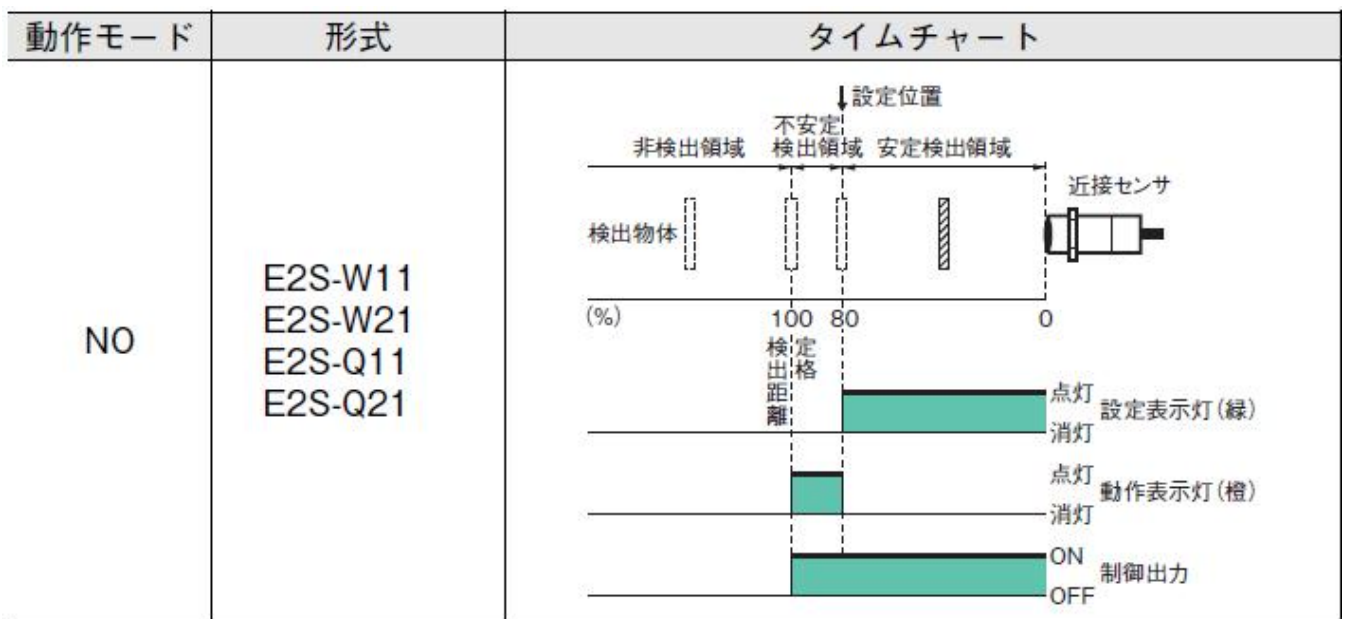 動作モード 形式 タイムチャート
NO
E2S-W11
E2S-W21
E2S-Q11
E2S-Q21
設定位置
非検出領域 不安定検出領域 安定検出領域
近接センサ
検出物体
(%) 100 80 0
定格検出距離
点灯
消灯
設定表示灯(緑)
点灯
消灯
動作表示灯(橙)
ON
OFF
制御出力